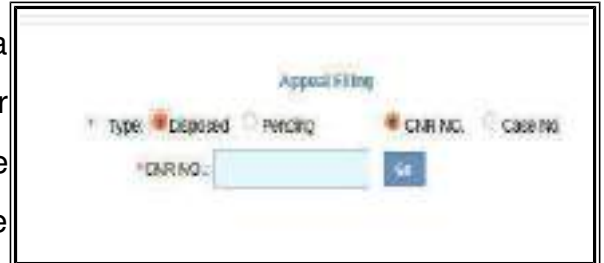 a
Appeal Filing
r
* Type: Disposed Pending CNR NO. Case No
e
*CNR NO.: Go
e